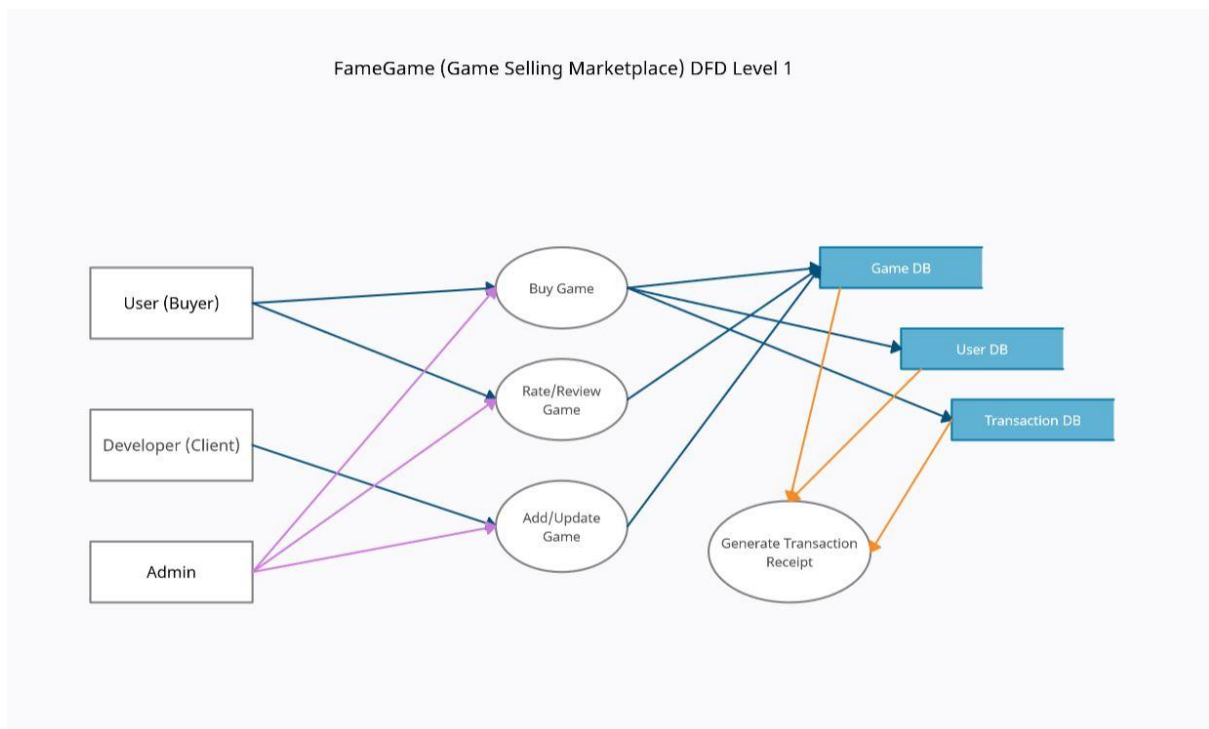 FameGame (Game Selling Marketplace) DFD Level 1
User (Buyer)
Developer (Client)
Admin
Buy Game
Rate/Review
Game
Add/Update
Game
Game DB
User DB
Transaction DB
Generate Transaction
Receipt